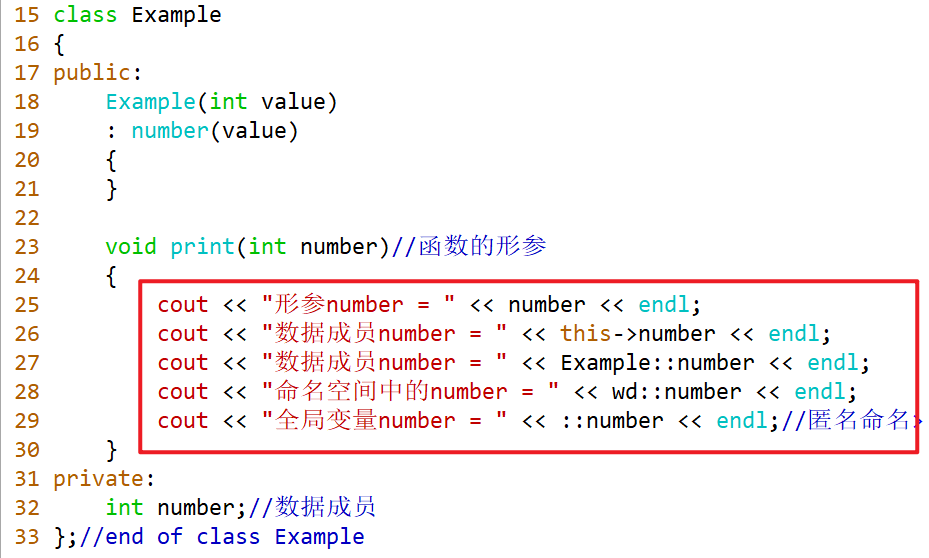 15 class Example
16 {
17 public:
18     Example(int value)
19     : number(value)
20     {
21     }
22
23     void print(int number)//函数的形参
24     {
25         cout << "形参number = " << number << endl;
26         cout << "数据成员number = " << this->number << endl;
27         cout << "数据成员number = " << Example::number << endl;
28         cout << "命名空间中的number = " << wd::number << endl;
29         cout << "全局变量number = " << ::number << endl;//匿名命名>
30     }
31 private:
32     int number;//数据成员
33 };//end of class Example